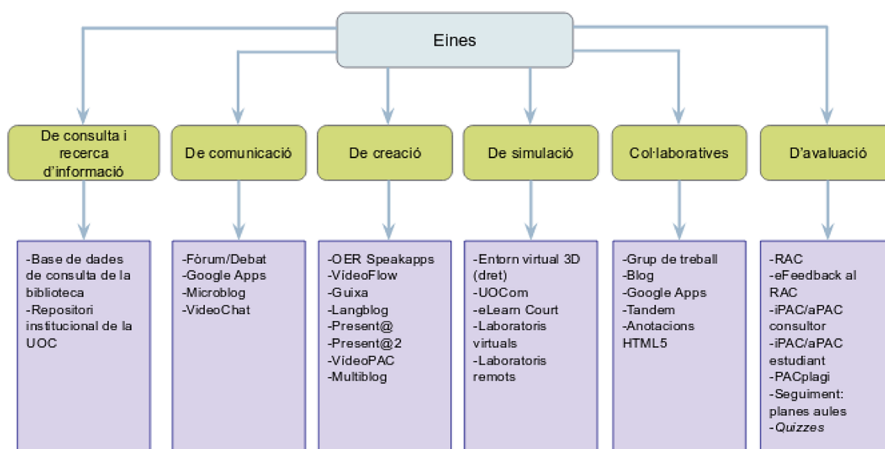 Eines
De consulta i
recerca
d'informació
De comunicació
De creació
De simulació
Col·laboratives
D'avaluació
-Base de dades
de consulta de la
biblioteca
-Repositori
institucional de la
UOC
-Fòrum/Debat
-Google Apps
-Microblog
-VideoChat
-OER Speakapps
-VídeoFlow
-Guixa
-Langblog
-Present@
-Present@2
-VídeoPAC
-Multiblog
-Entorn virtual 3D
(dret)
-UOCom
-eLearn Court
-Laboratoris
virtuals
-Laboratoris
remots
-Grup de treball
-Blog
-Google Apps
-Tandem
-Anotacions
HTML5
-RAC
-eFeedback al
RAC
-iPAC/aPAC
consultor
-iPAC/aPAC
estudiant
-PACplagi
-Seguiment:
planes aules
-Quizzes